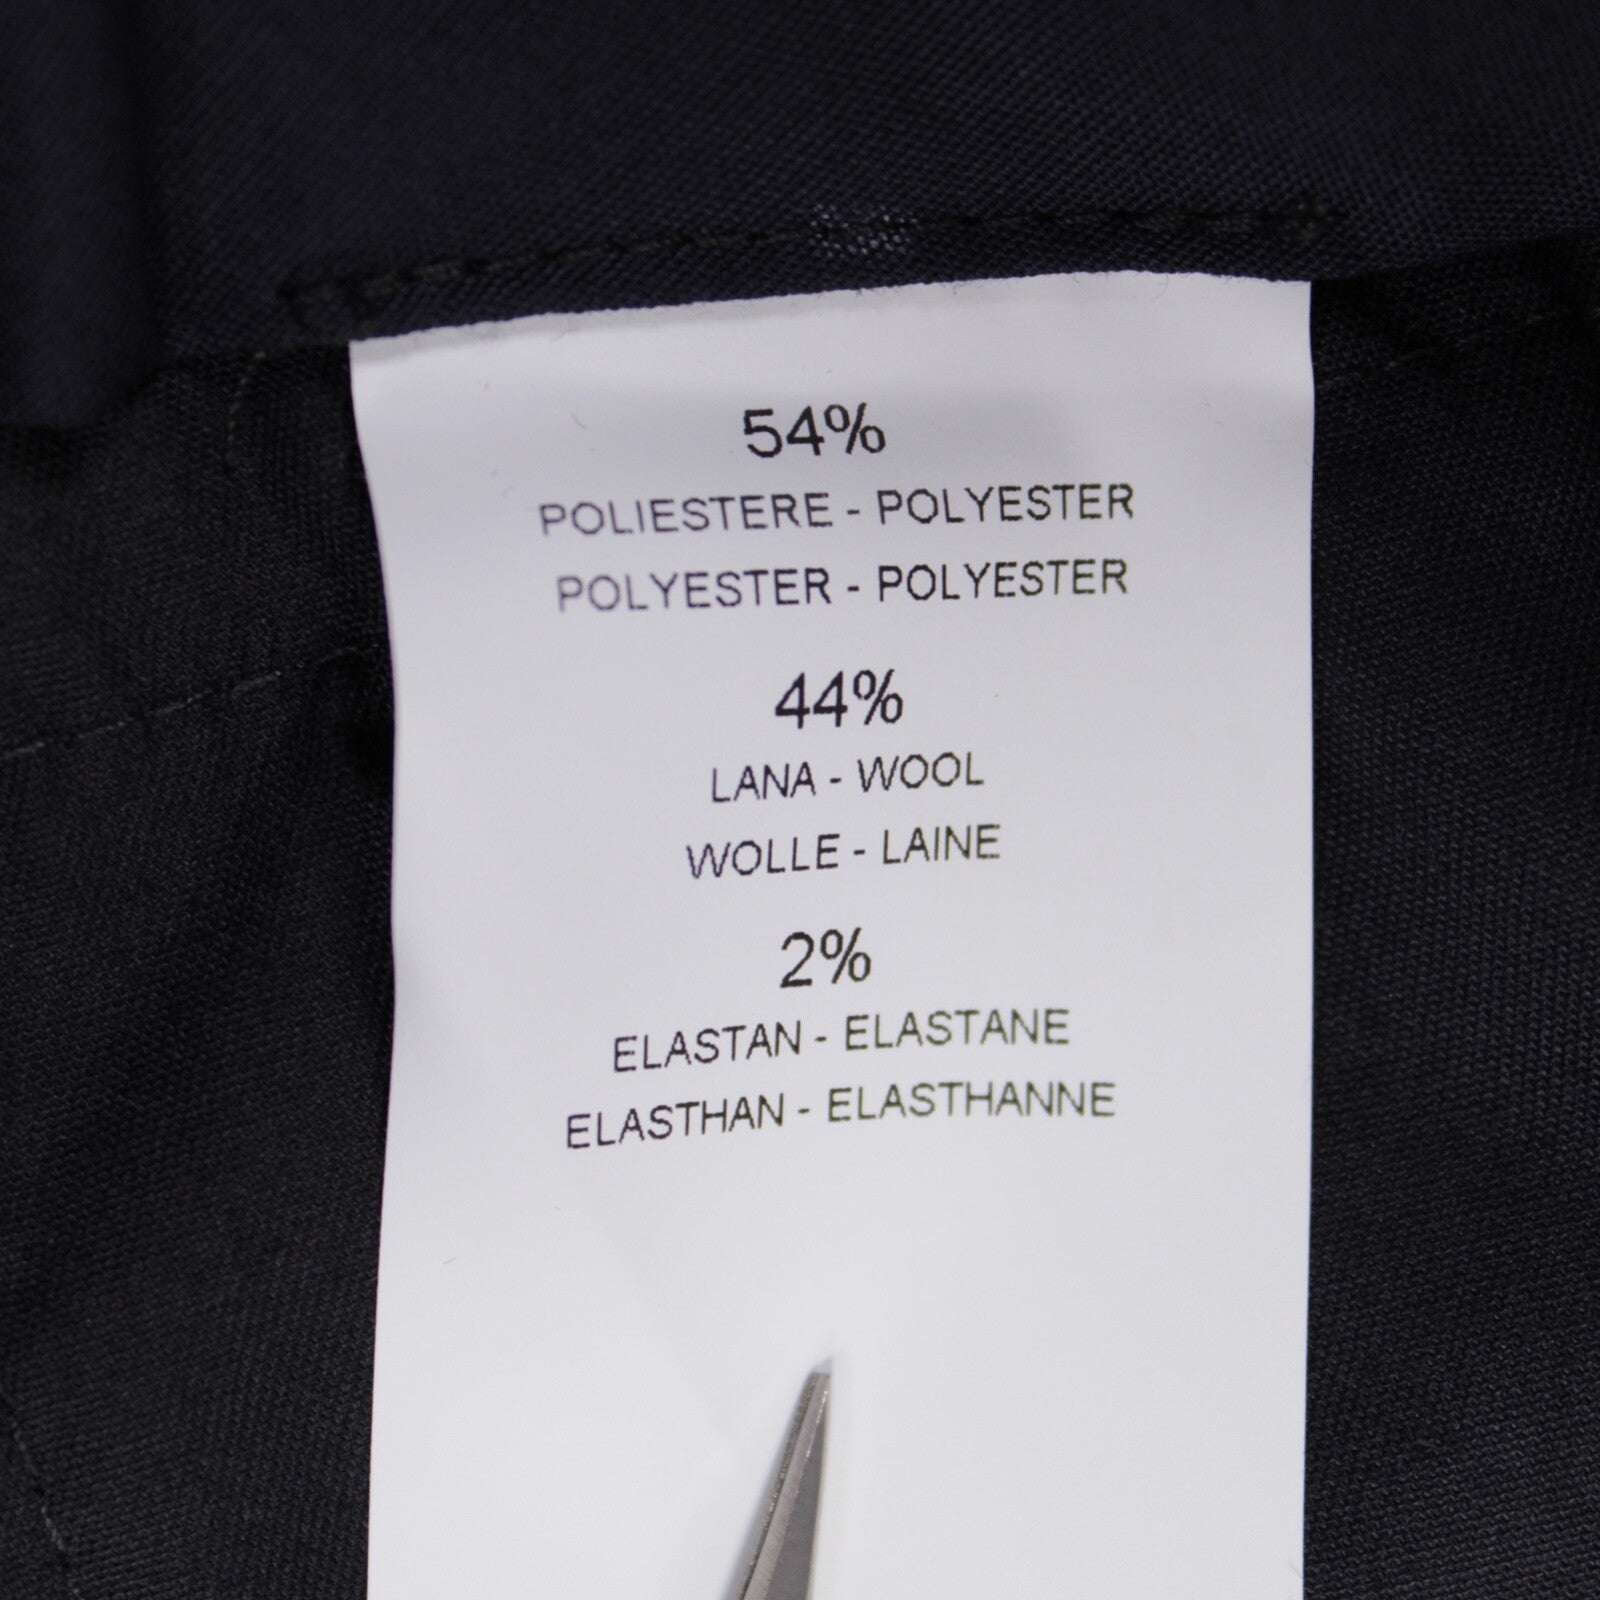 54%
POLIESTERE - POLYESTER
POLYESTER - POLYESTER
44%
LANA - WOOL
WOLLE - LAINE
2%
ELASTAN - ELASTANE
ELASTHAN - ELASTHANNE